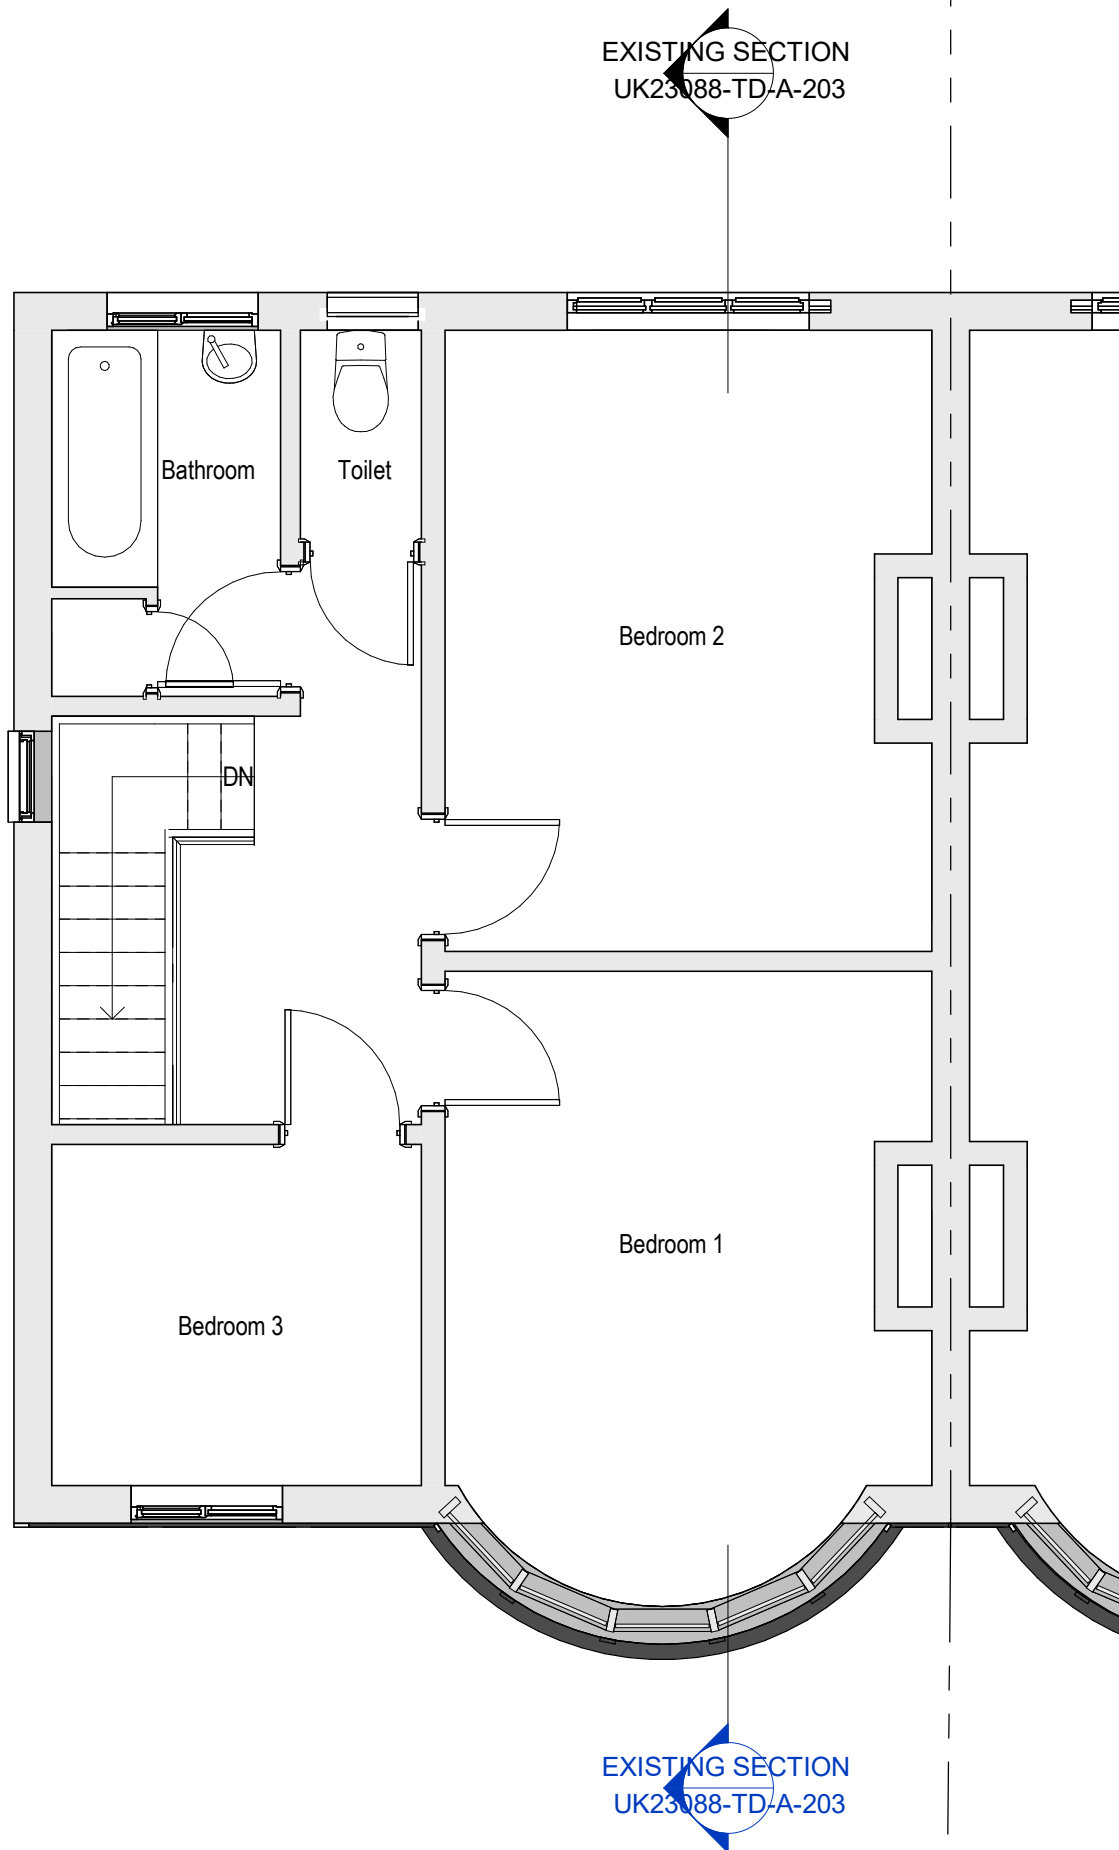 EXISTING SECTION
UK23088-TD-A-203
Bathroom
Toilet
Bedroom 2
DN
Bedroom 1
Bedroom 3
EXISTING SECTION
UK23088-TD-A-203